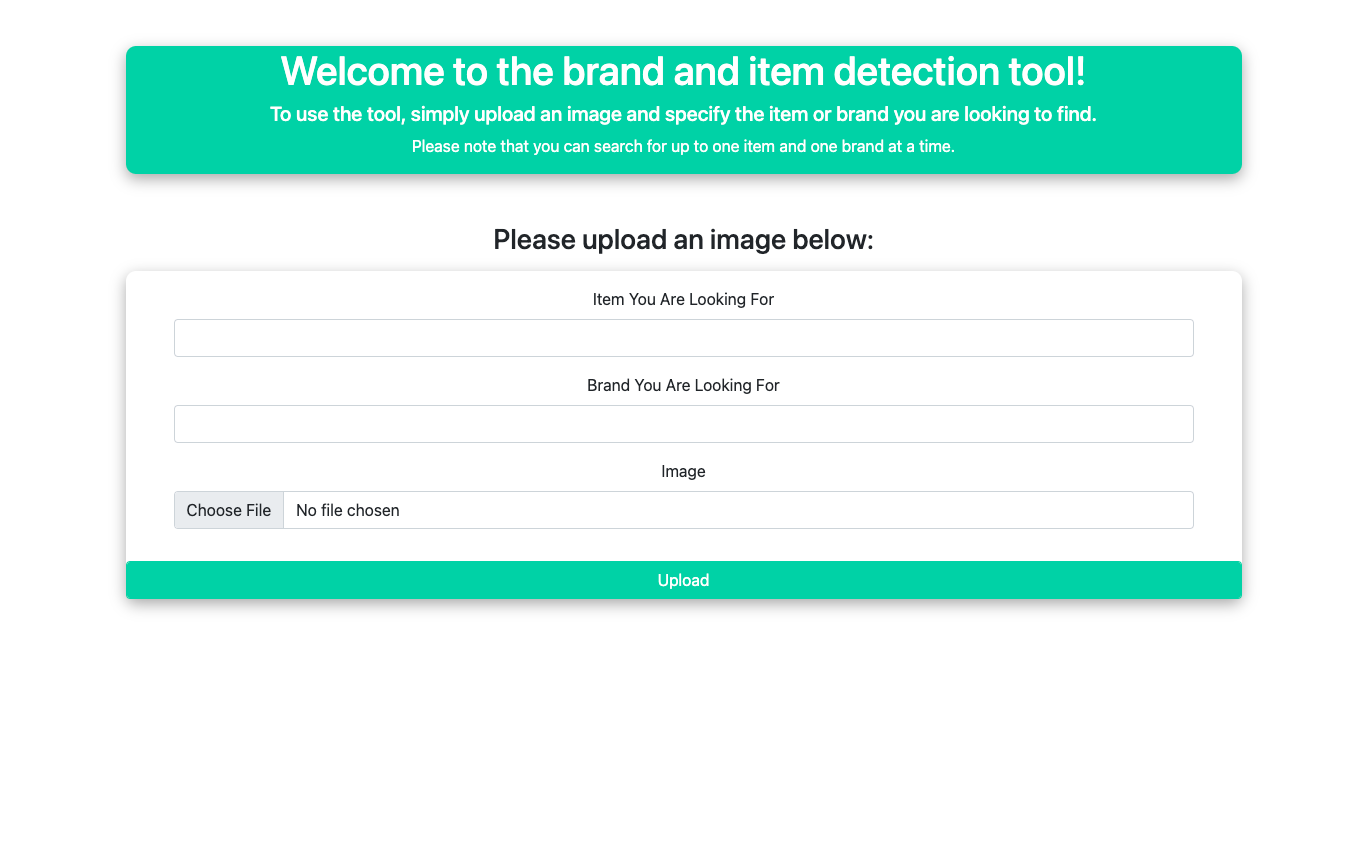 Welcome to the brand and item detection tool!
To use the tool, simply upload an image and specify the item or brand you are looking to find.
Please note that you can search for up to one item and one brand at a time.
Please upload an image below:
Item You Are Looking For
Brand You Are Looking For
Image
Choose File No file chosen
Upload